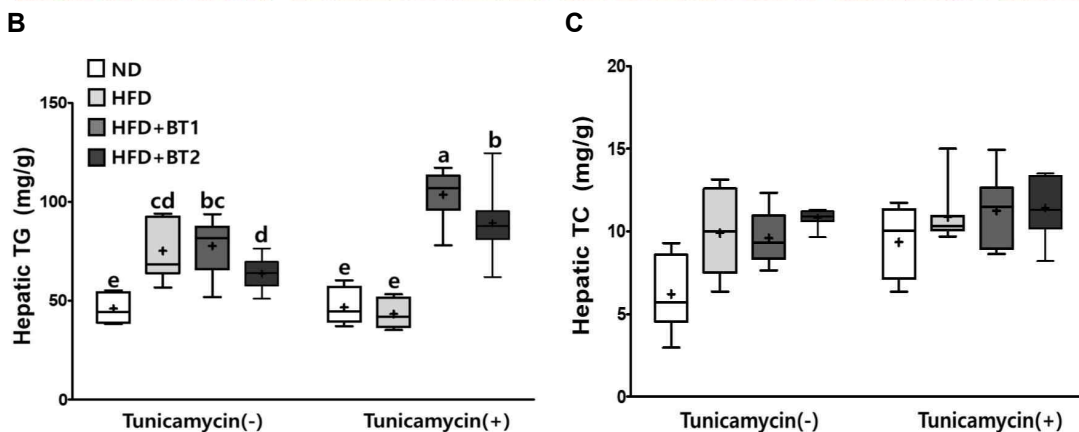 B
ND
HFD
HFD+BT1
HFD+BT2
Hepatic TG (mg/g)
150
100
50
0
e
cd
bc
d
e
e
a
b
Tunicamycin(-)
Tunicamycin(+)
C
Hepatic TC (mg/g)
20
15
10
5
0
Tunicamycin(-)
Tunicamycin(+)